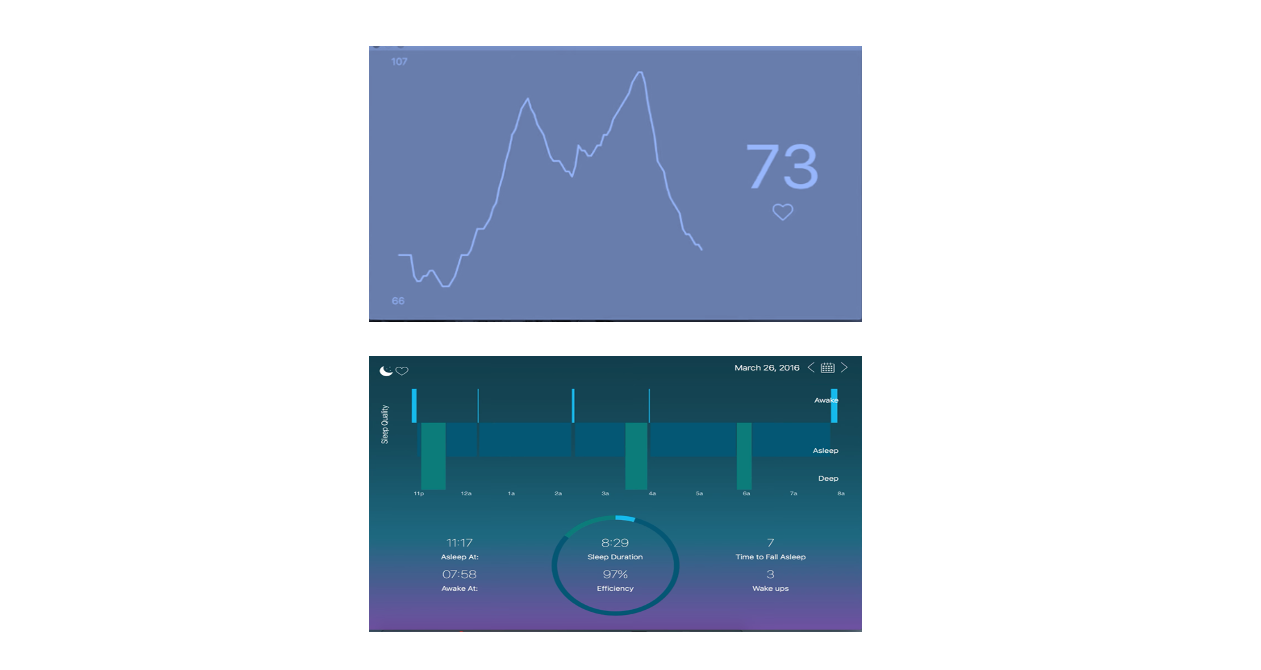 107
73
66
March 26, 2016
Sleep Quality
Awake
Asleep
Deep
11p 12a 1a 2a 3a 4a 5a 6a 7a 8a
11:17 8:29 7
Asleep At: Sleep Duration Time to Fall Asleep
07:58 97% 3
Awake At: Efficiency Wake ups